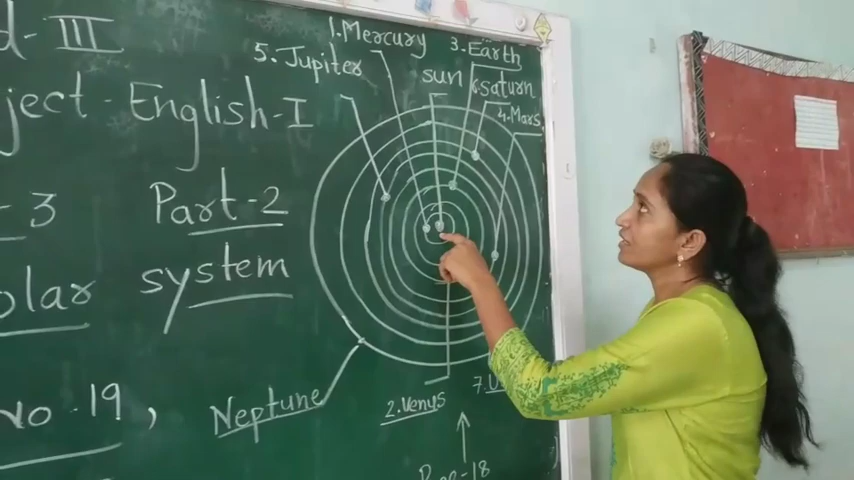 d - III
ject - English - I
- 3 Part - 2
olar system
No. 19,
1. Mercury
5. Jupiter
3. Earth
sun
6. saturn
4. Mars
Neptune
2. Venus
7. U